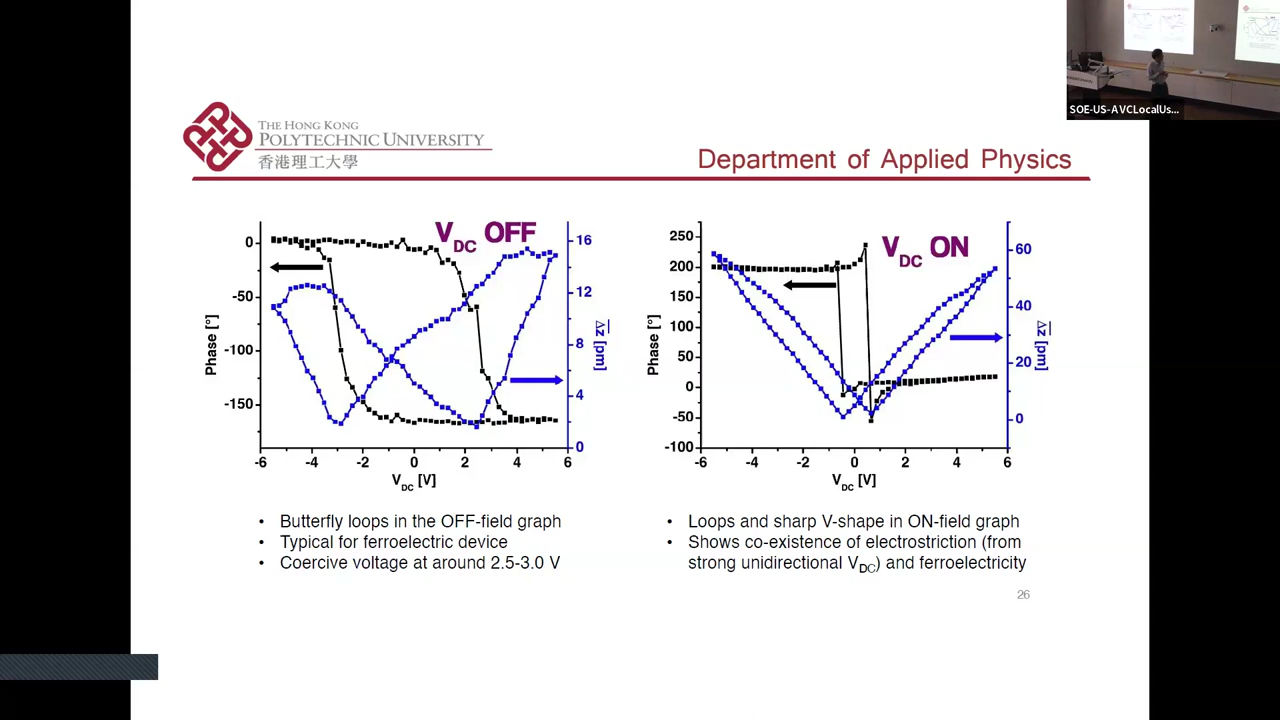 SOE-US-AVCLocalUs...
THE HONG KONG
POLYTECHNIC UNIVERSITY
香港理工大學
Department of Applied Physics
V_DC OFF
0
-50
-100
-150
Phase [°]
16
12
8
4
0
Δz [pm]
-6 -4 -2 0 2 4 6
V_DC [V]
V_DC ON
250
200
150
100
50
0
-50
-100
Phase [°]
60
40
20
0
Δz [pm]
-6 -4 -2 0 2 4 6
V_DC [V]
• Butterfly loops in the OFF-field graph
• Typical for ferroelectric device
• Coercive voltage at around 2.5-3.0 V
• Loops and sharp V-shape in ON-field graph
• Shows co-existence of electrostriction (from
strong unidirectional V_DC) and ferroelectricity
26